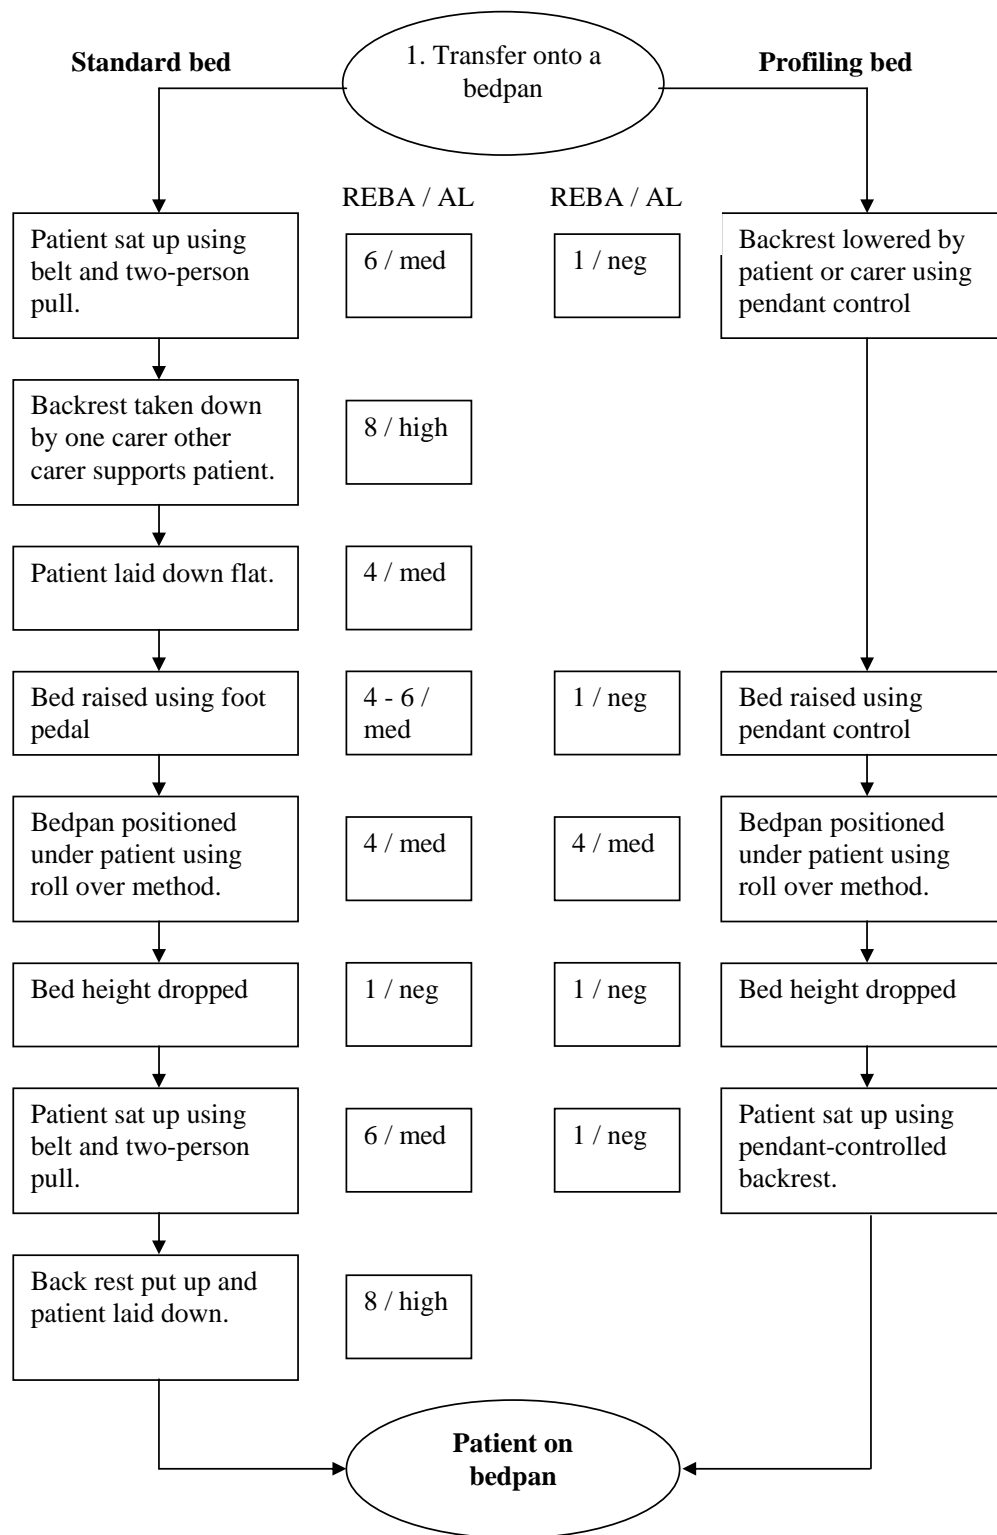 1. Transfer onto a
bedpan
Standard bed
Profiling bed
REBA / AL
REBA / AL
Patient sat up using
belt and two-person
pull.
6 / med
1 / neg
Backrest lowered by
patient or carer using
pendant control
Backrest taken down
by one carer other
carer supports patient.
8 / high
Patient laid down flat.
4 / med
Bed raised using foot
pedal
4 - 6 /
med
1 / neg
Bed raised using
pendant control
Bedpan positioned
under patient using
roll over method.
4 / med
4 / med
Bedpan positioned
under patient using
roll over method.
Bed height dropped
1 / neg
1 / neg
Bed height dropped
Patient sat up using
belt and two-person
pull.
6 / med
1 / neg
Patient sat up using
pendant-controlled
backrest.
Back rest put up and
patient laid down.
8 / high
Patient on
bedpan